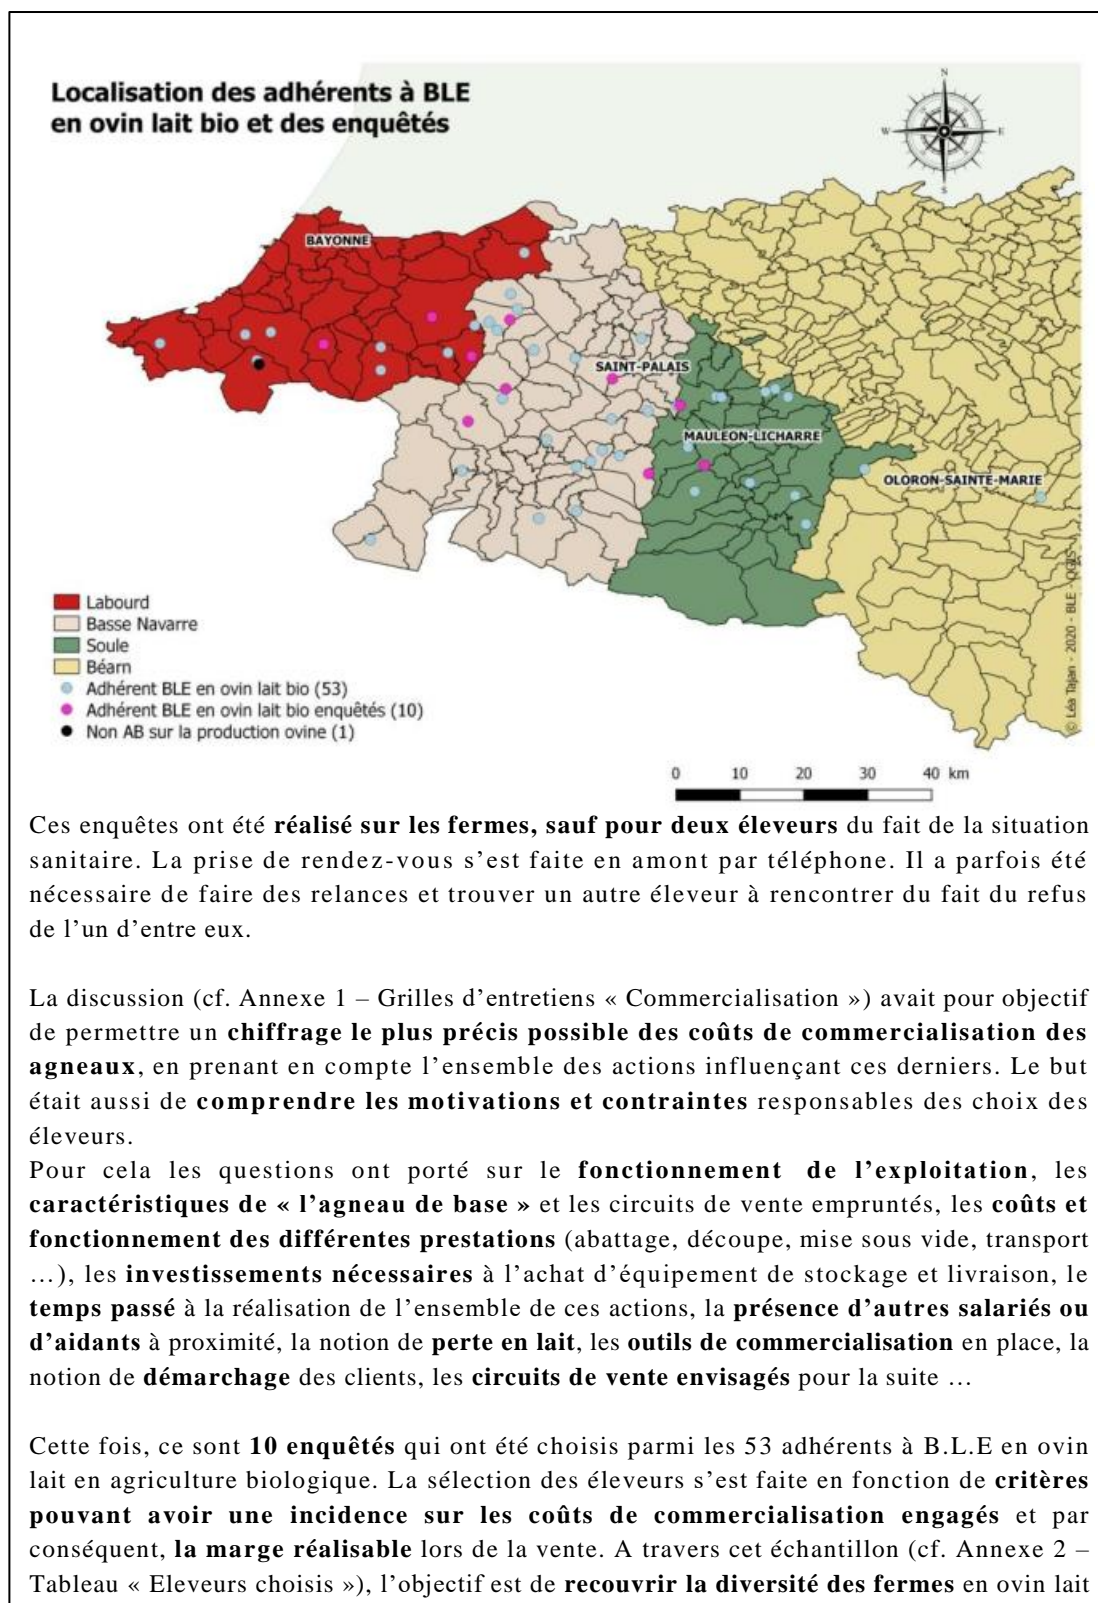 Localisation des adhérents à BLE
en ovin lait bio et des enquêtés
N
W
E
S
BAYONNE
SAINT-PALAIS
MAULEON-LICHARRE
OLORON-SAINTE-MARIE
Labourd
Basse Navarre
Soule
Béarn
Adhérent BLE en ovin lait bio (53)
Adhérent BLE en ovin lait bio enquêtés (10)
Non AB sur la production ovine (1)
© Léa Tajan - 2020 - BLE - QGIS
0 10 20 30 40 km
Ces enquêtes ont été réalisé sur les fermes, sauf pour deux éleveurs du fait de la situation
sanitaire. La prise de rendez-vous s’est faite en amont par téléphone. Il a parfois été
nécessaire de faire des relances et trouver un autre éleveur à rencontrer du fait du refus
de l’un d’entre eux.
La discussion (cf. Annexe 1 – Grilles d’entretiens « Commercialisation ») avait pour objectif
de permettre un chiffrage le plus précis possible des coûts de commercialisation des
agneaux, en prenant en compte l’ensemble des actions influençant ces derniers. Le but
était aussi de comprendre les motivations et contraintes responsables des choix des
éleveurs.
Pour cela les questions ont porté sur le fonctionnement de l’exploitation, les
caractéristiques de « l’agneau de base » et les circuits de vente empruntés, les coûts et
fonctionnement des différentes prestations (abattage, découpe, mise sous vide, transport
…), les investissements nécessaires à l’achat d’équipement de stockage et livraison, le
temps passé à la réalisation de l’ensemble de ces actions, la présence d’autres salariés ou
d’aidants à proximité, la notion de perte en lait, les outils de commercialisation en place, la
notion de démarchage des clients, les circuits de vente envisagés pour la suite …
Cette fois, ce sont 10 enquêtés qui ont été choisis parmi les 53 adhérents à B.L.E en ovin
lait en agriculture biologique. La sélection des éleveurs s’est faite en fonction de critères
pouvant avoir une incidence sur les coûts de commercialisation engagés et par
conséquent, la marge réalisable lors de la vente. A travers cet échantillon (cf. Annexe 2 –
Tableau « Eleveurs choisis »), l’objectif est de recouvrir la diversité des fermes en ovin lait